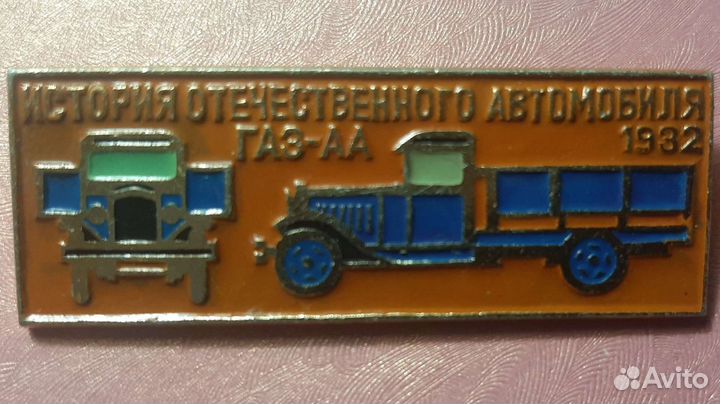 ИСТОРИЯ ОТЕЧЕСТВЕННОГО АВТОМОБИЛЯ
ГАЗ-АА 1932
Avito